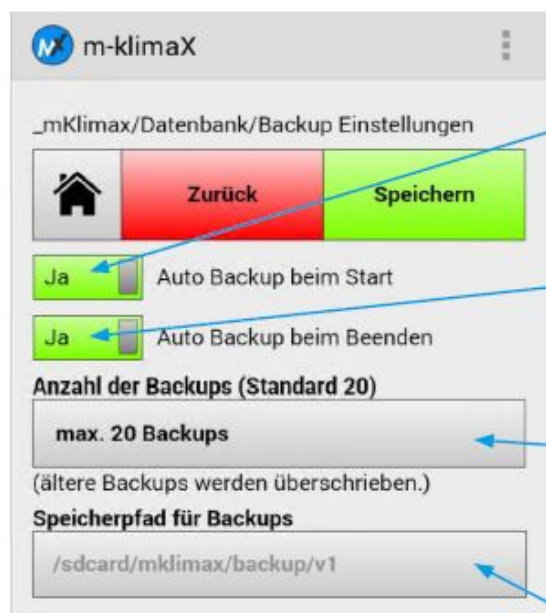 m-klimaX
_mKlimax/Datenbank/Backup Einstellungen
Zurück Speichern
Ja Auto Backup beim Start
Ja Auto Backup beim Beenden
Anzahl der Backups (Standard 20)
max. 20 Backups
(ältere Backups werden überschrieben.)
Speicherpfad für Backups
/sdcard/mklimax/backup/v1